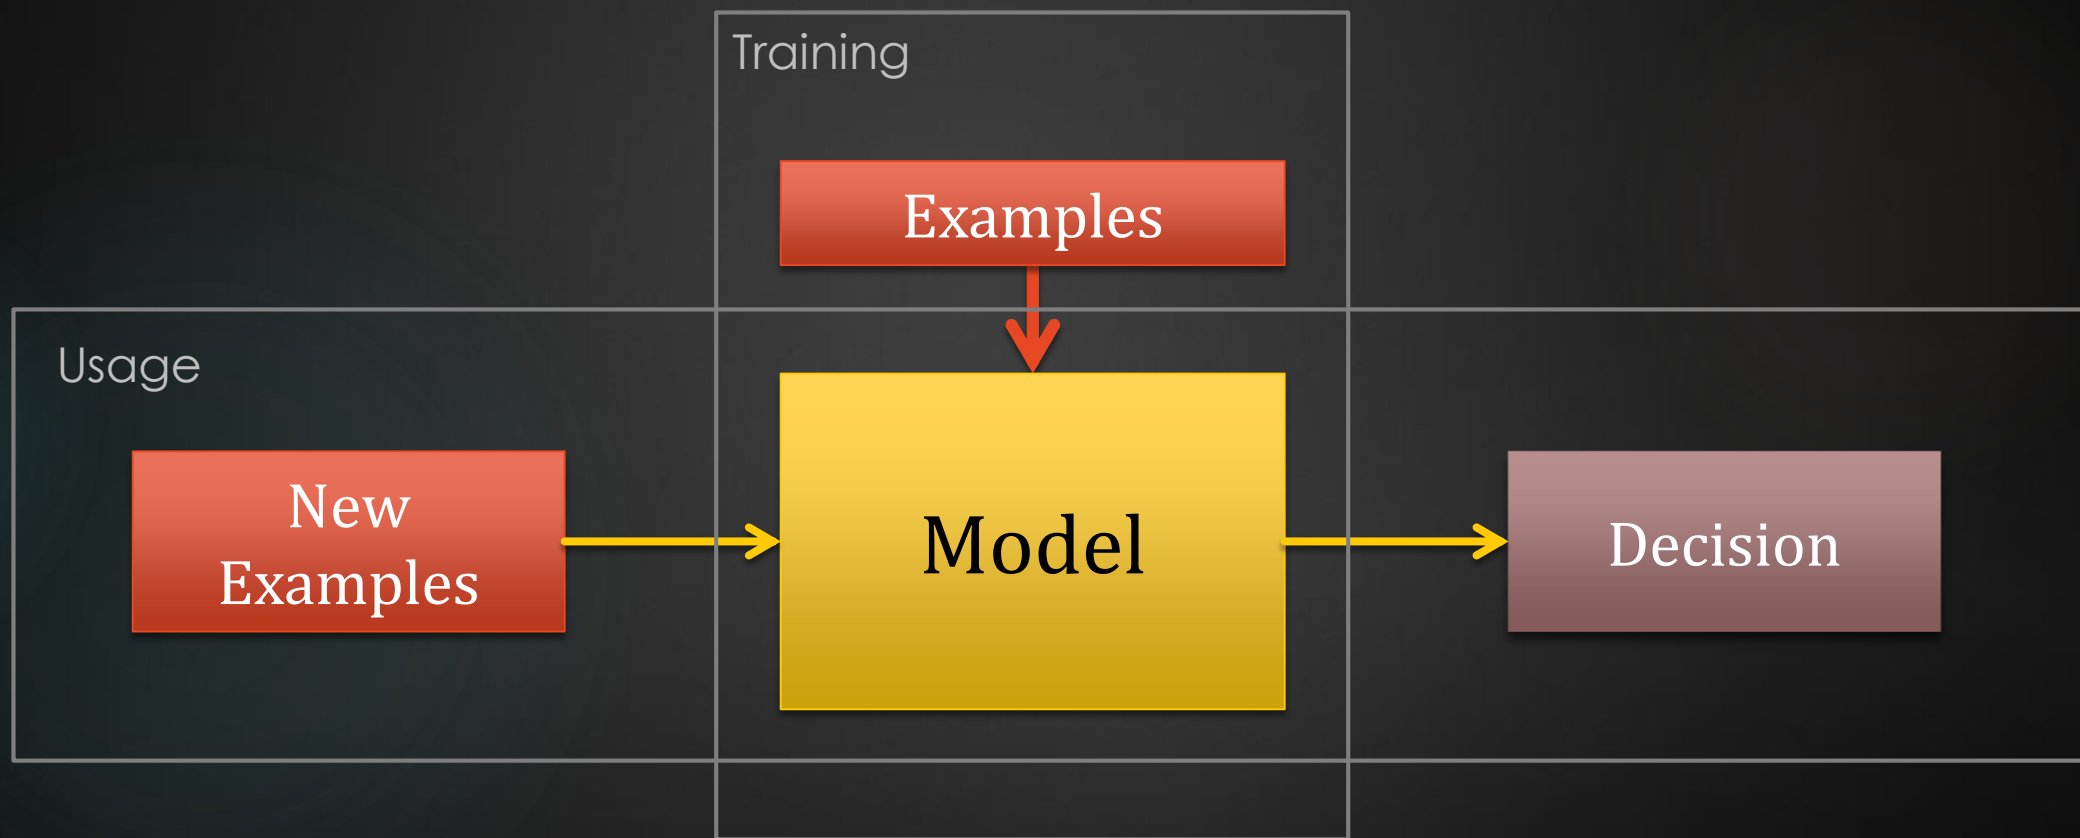 Training
Examples
Usage
New
Examples
Model
Decision